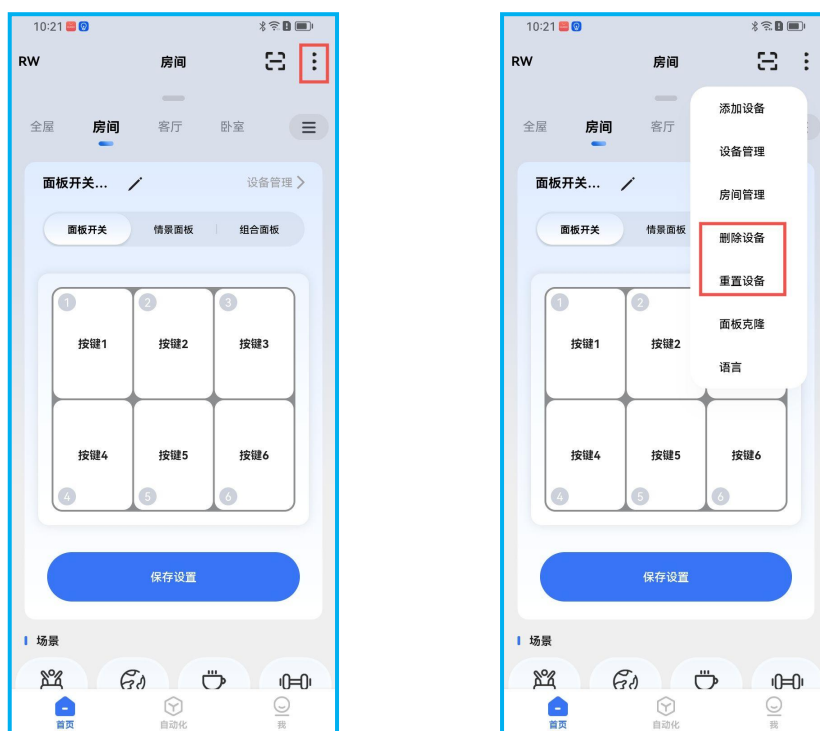 10:21
RW 房间
全屋 房间 客厅 卧室
面板开关... 设备管理
面板开关 情景面板 组合面板
1 2 3
按键1 按键2 按键3
按键4 按键5 按键6
4 5 6
保存设置
场景
首页 自动化 我
10:21
RW 房间
添加设备
全屋 房间 客厅
设备管理
面板开关...
房间管理
面板开关 情景面板
删除设备
重置设备
1 2
面板克隆
按键1 按键2
语言
按键4 按键5 按键6
4 5 6
保存设置
场景
首页 自动化 我